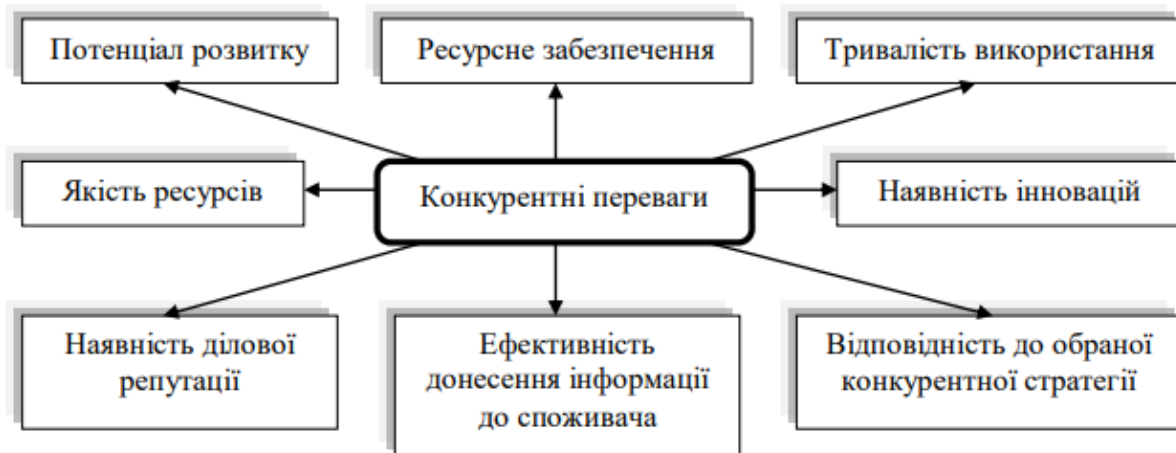 Потенціал розвитку
Ресурсне забезпечення
Тривалість використання
Якість ресурсів
Конкурентні переваги
Наявність інновацій
Наявність ділової
репутації
Ефективність
донесення інформації
до споживача
Відповідність до обраної
конкурентної стратегії